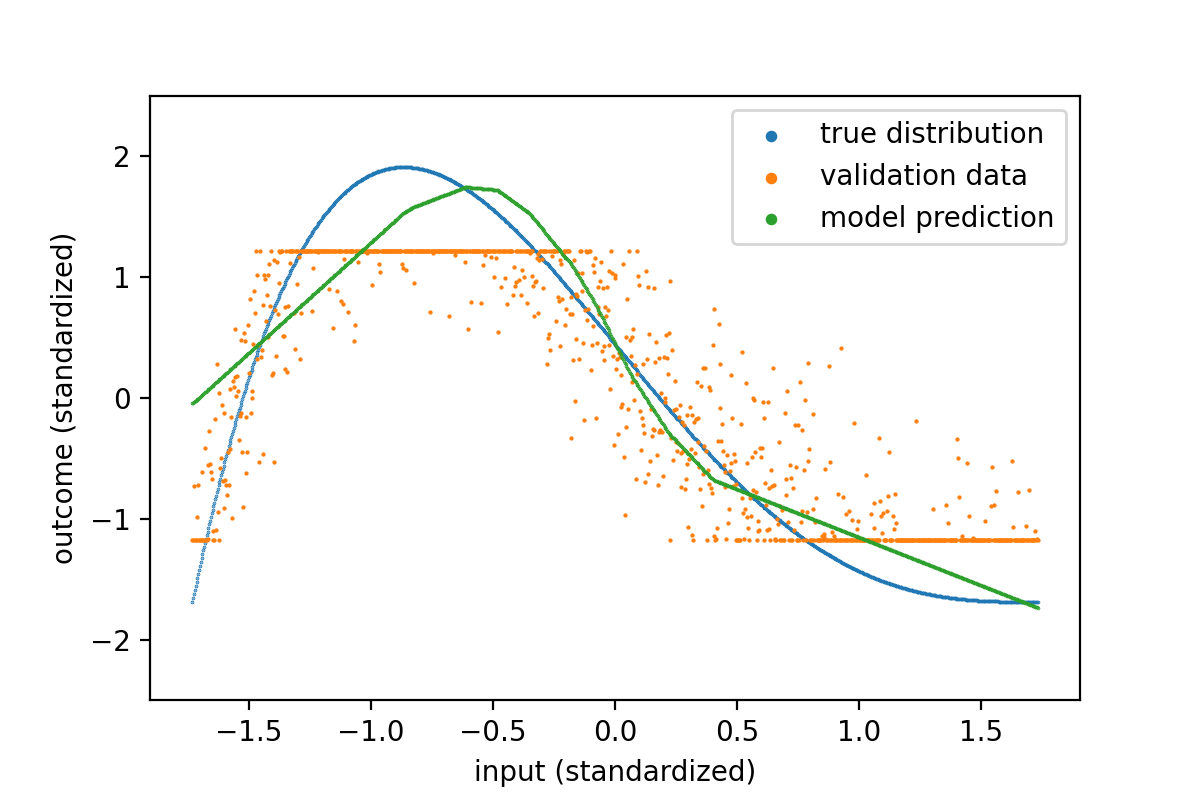 true distribution
validation data
model prediction
2
1
0
−1
−2
outcome (standardized)
−1.5 −1.0 −0.5 0.0 0.5 1.0 1.5
input (standardized)